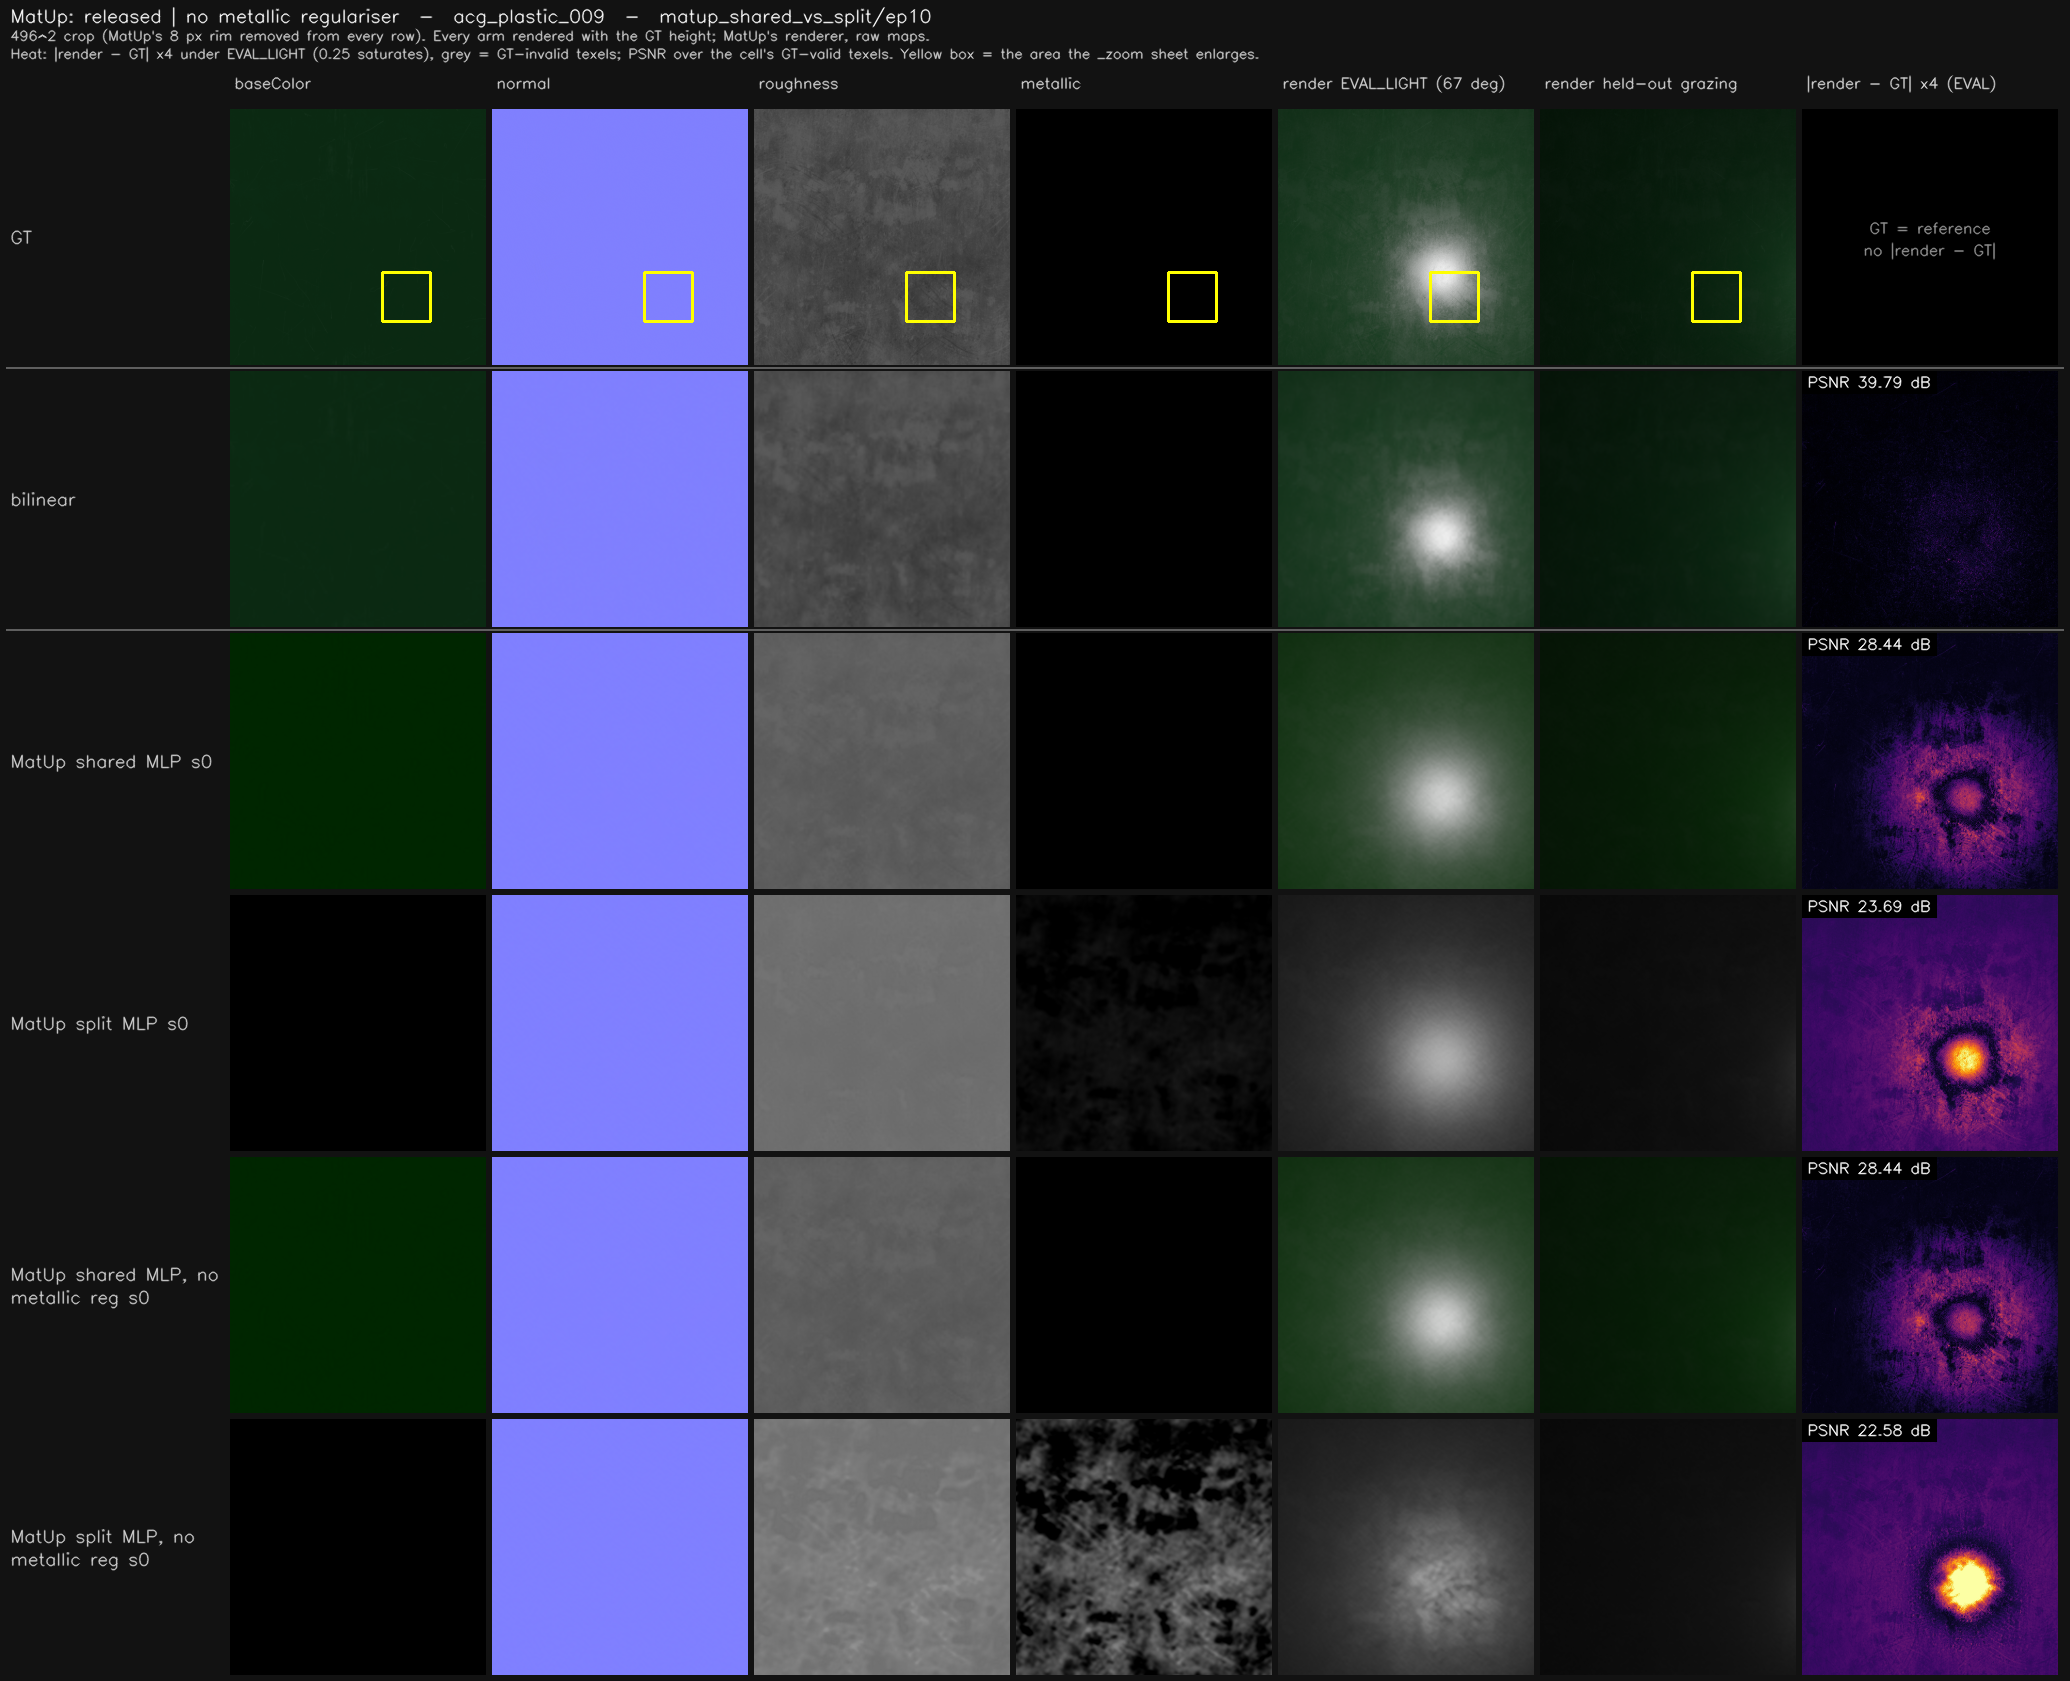 MatUp: released | no metallic regulariser — acg_plastic_009 — matup_shared_vs_split/ep10
496^2 crop (MatUp's 8 px rim removed from every row). Every arm rendered with the GT height; MatUp's renderer, raw maps.
Heat: |render - GT| x4 under EVAL_LIGHT (0.25 saturates), grey = GT-invalid texels; PSNR over the cell's GT-valid texels. Yellow box = the area the _zoom sheet enlarges.
baseColor normal roughness metallic render EVAL_LIGHT (67 deg) render held-out grazing |render - GT| x4 (EVAL)
GT
GT = reference
no |render - GT|
bilinear
PSNR 39.79 dB
MatUp shared MLP s0
PSNR 28.44 dB
MatUp split MLP s0
PSNR 23.69 dB
MatUp shared MLP, no
metallic reg s0
PSNR 28.44 dB
MatUp split MLP, no
metallic reg s0
PSNR 22.58 dB